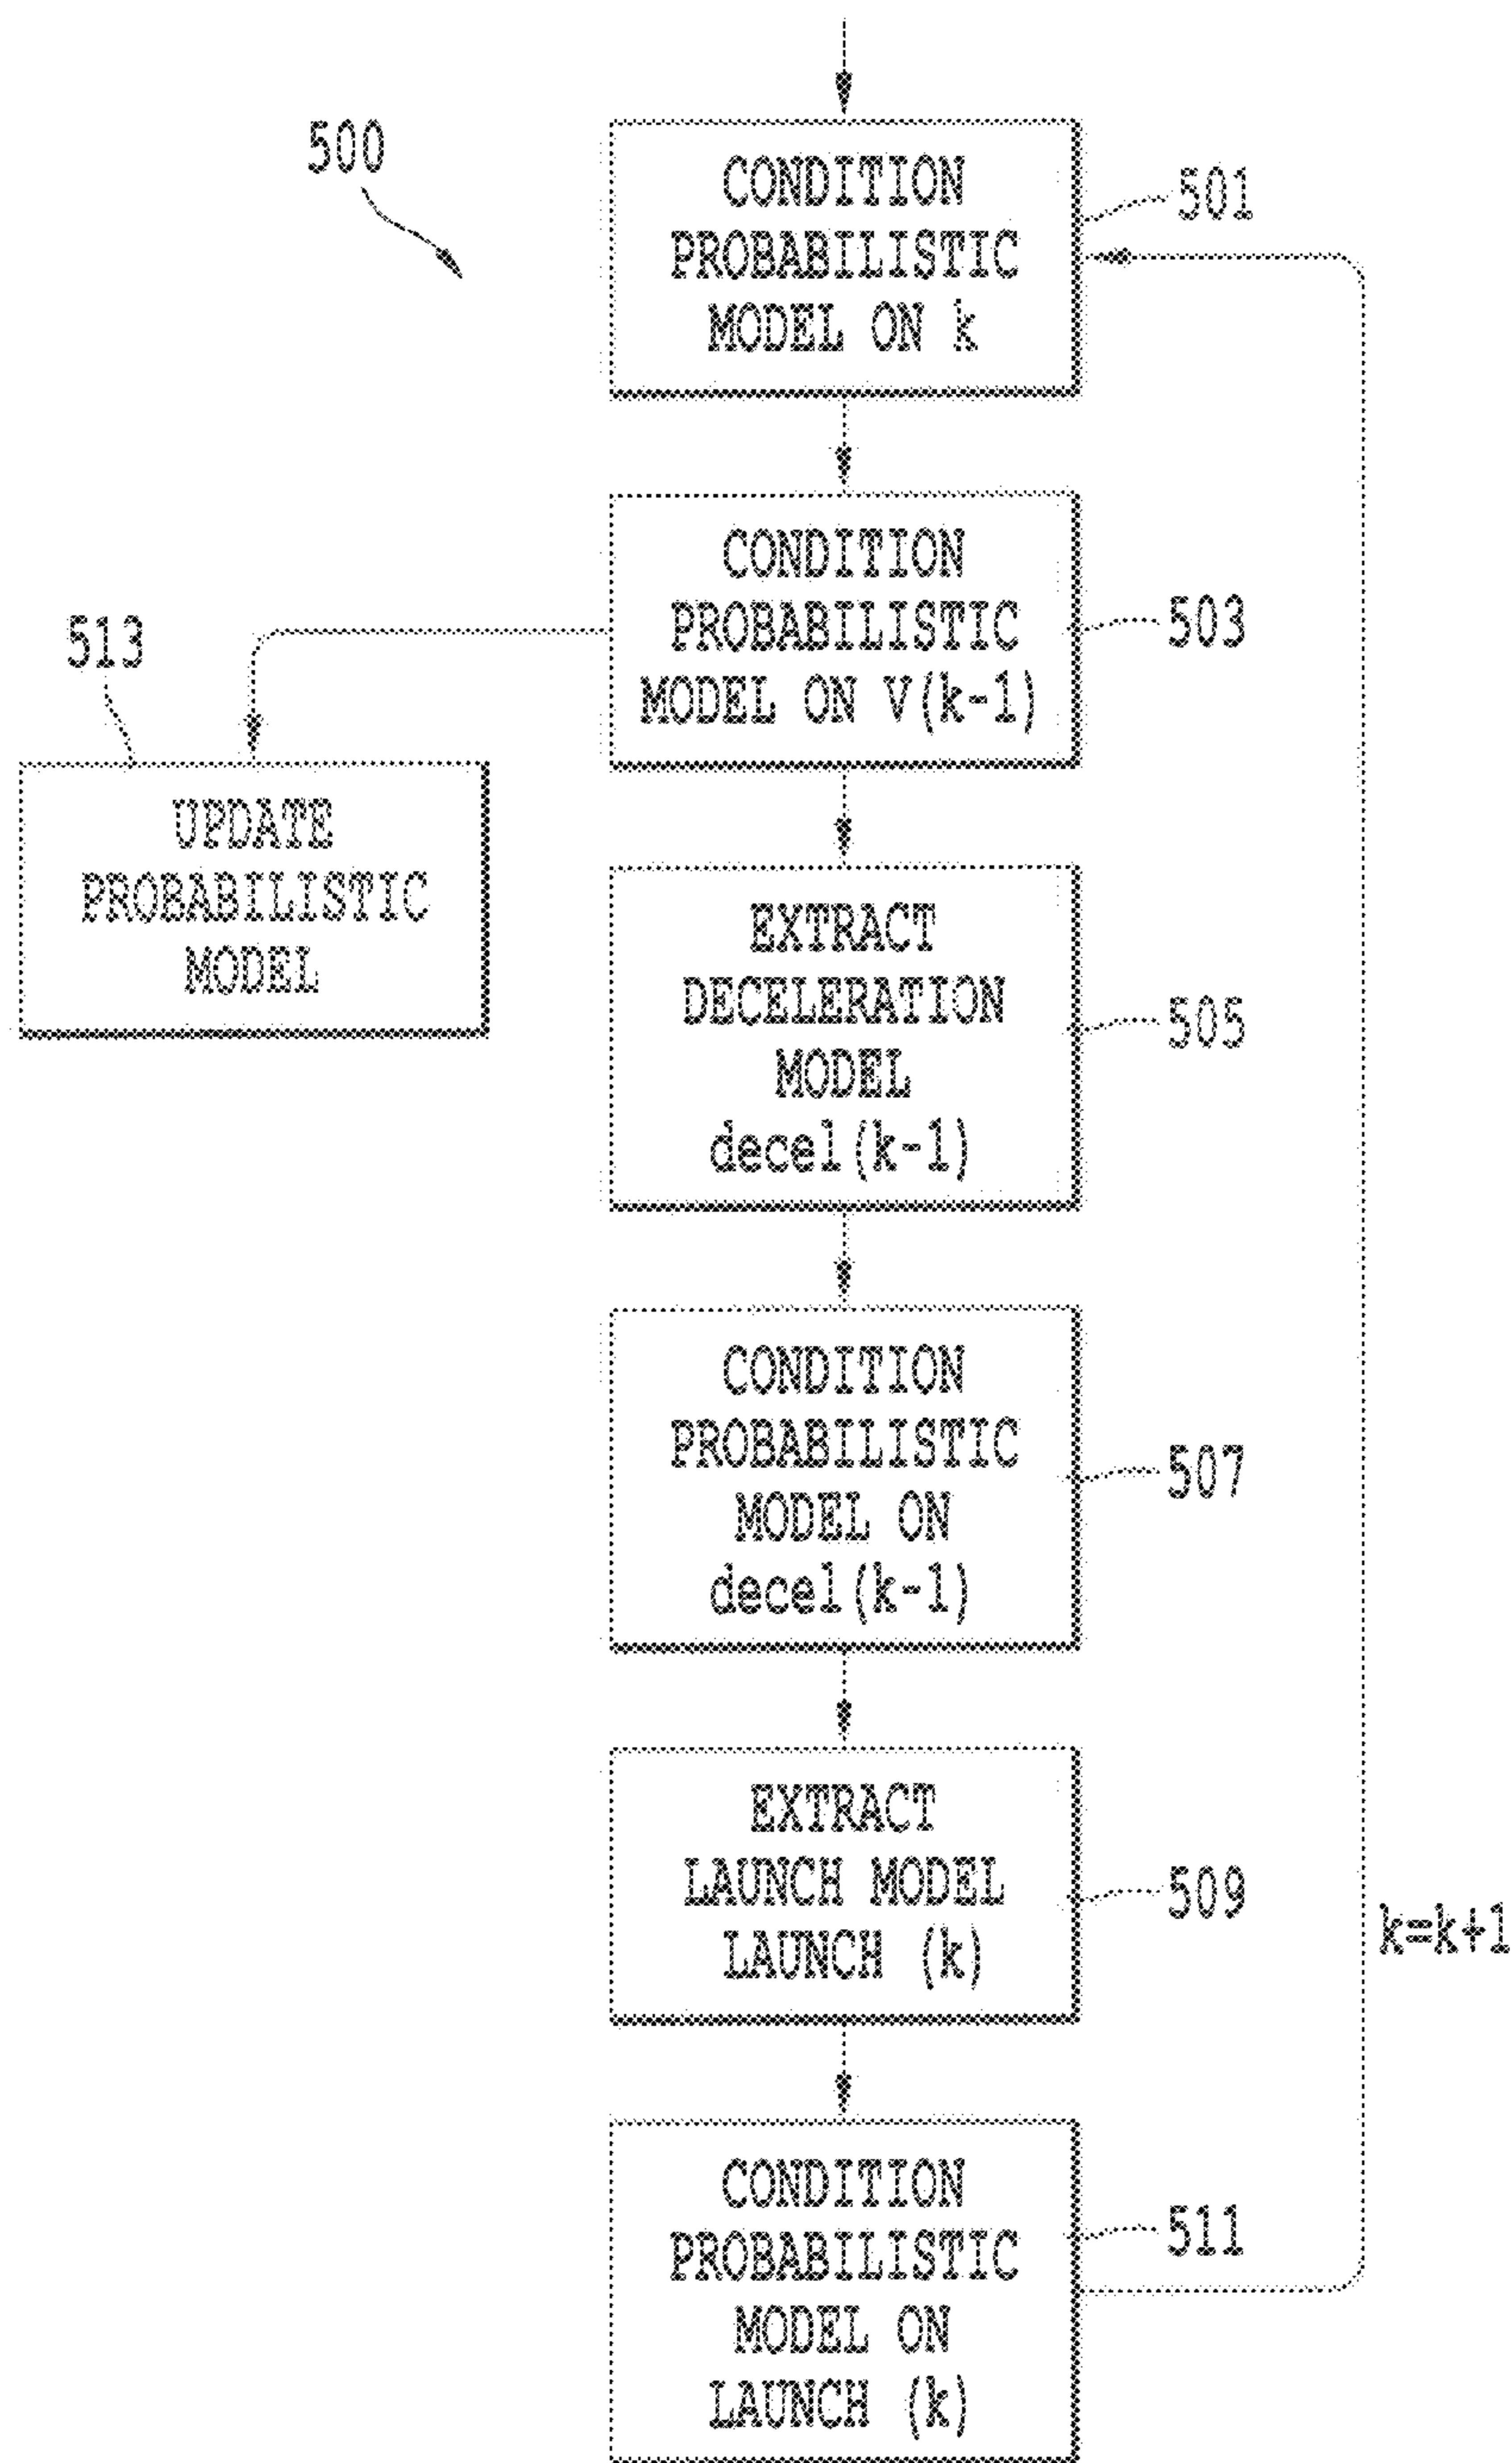 500
CONDITION
PROBABILISTIC
MODEL ON k
501
CONDITION
PROBABILISTIC
MODEL ON V(k-1)
503
513
UPDATE
PROBABILISTIC
MODEL
EXTRACT
DECELERATION
MODEL
decel(k-1)
505
CONDITION
PROBABILISTIC
MODEL ON
decel(k-1)
507
EXTRACT
LAUNCH MODEL
LAUNCH (k)
509
k=k+1
CONDITION
PROBABILISTIC
MODEL ON
LAUNCH (k)
511